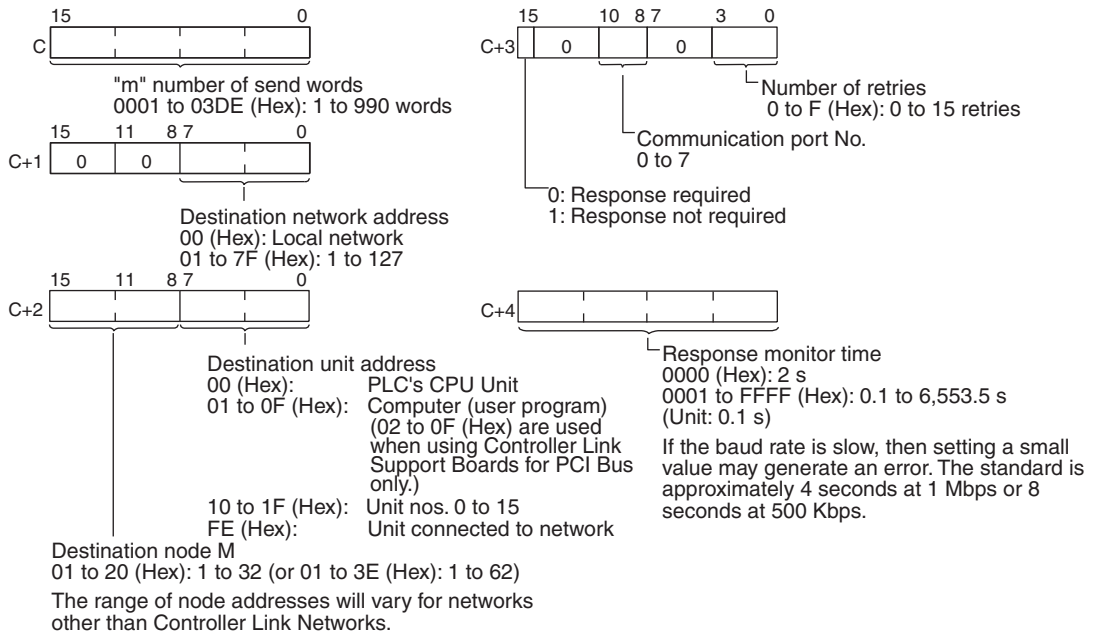 15 0
C
"m" number of send words
0001 to 03DE (Hex): 1 to 990 words
15 11 8 7 0
C+1 0 0
Destination network address
00 (Hex): Local network
01 to 7F (Hex): 1 to 127
15 11 8 7 0
C+2
Destination unit address
00 (Hex): PLC's CPU Unit
01 to 0F (Hex): Computer (user program)
(02 to 0F (Hex) are used
when using Controller Link
Support Boards for PCI Bus
only.)
10 to 1F (Hex): Unit nos. 0 to 15
FE (Hex): Unit connected to network
Destination node M
01 to 20 (Hex): 1 to 32 (or 01 to 3E (Hex): 1 to 62)
The range of node addresses will vary for networks
other than Controller Link Networks.
15 10 8 7 3 0
C+3 0 0
Number of retries
0 to F (Hex): 0 to 15 retries
Communication port No.
0 to 7
0: Response required
1: Response not required
C+4
Response monitor time
0000 (Hex): 2 s
0001 to FFFF (Hex): 0.1 to 6,553.5 s
(Unit: 0.1 s)
If the baud rate is slow, then setting a small
value may generate an error. The standard is
approximately 4 seconds at 1 Mbps or 8
seconds at 500 Kbps.